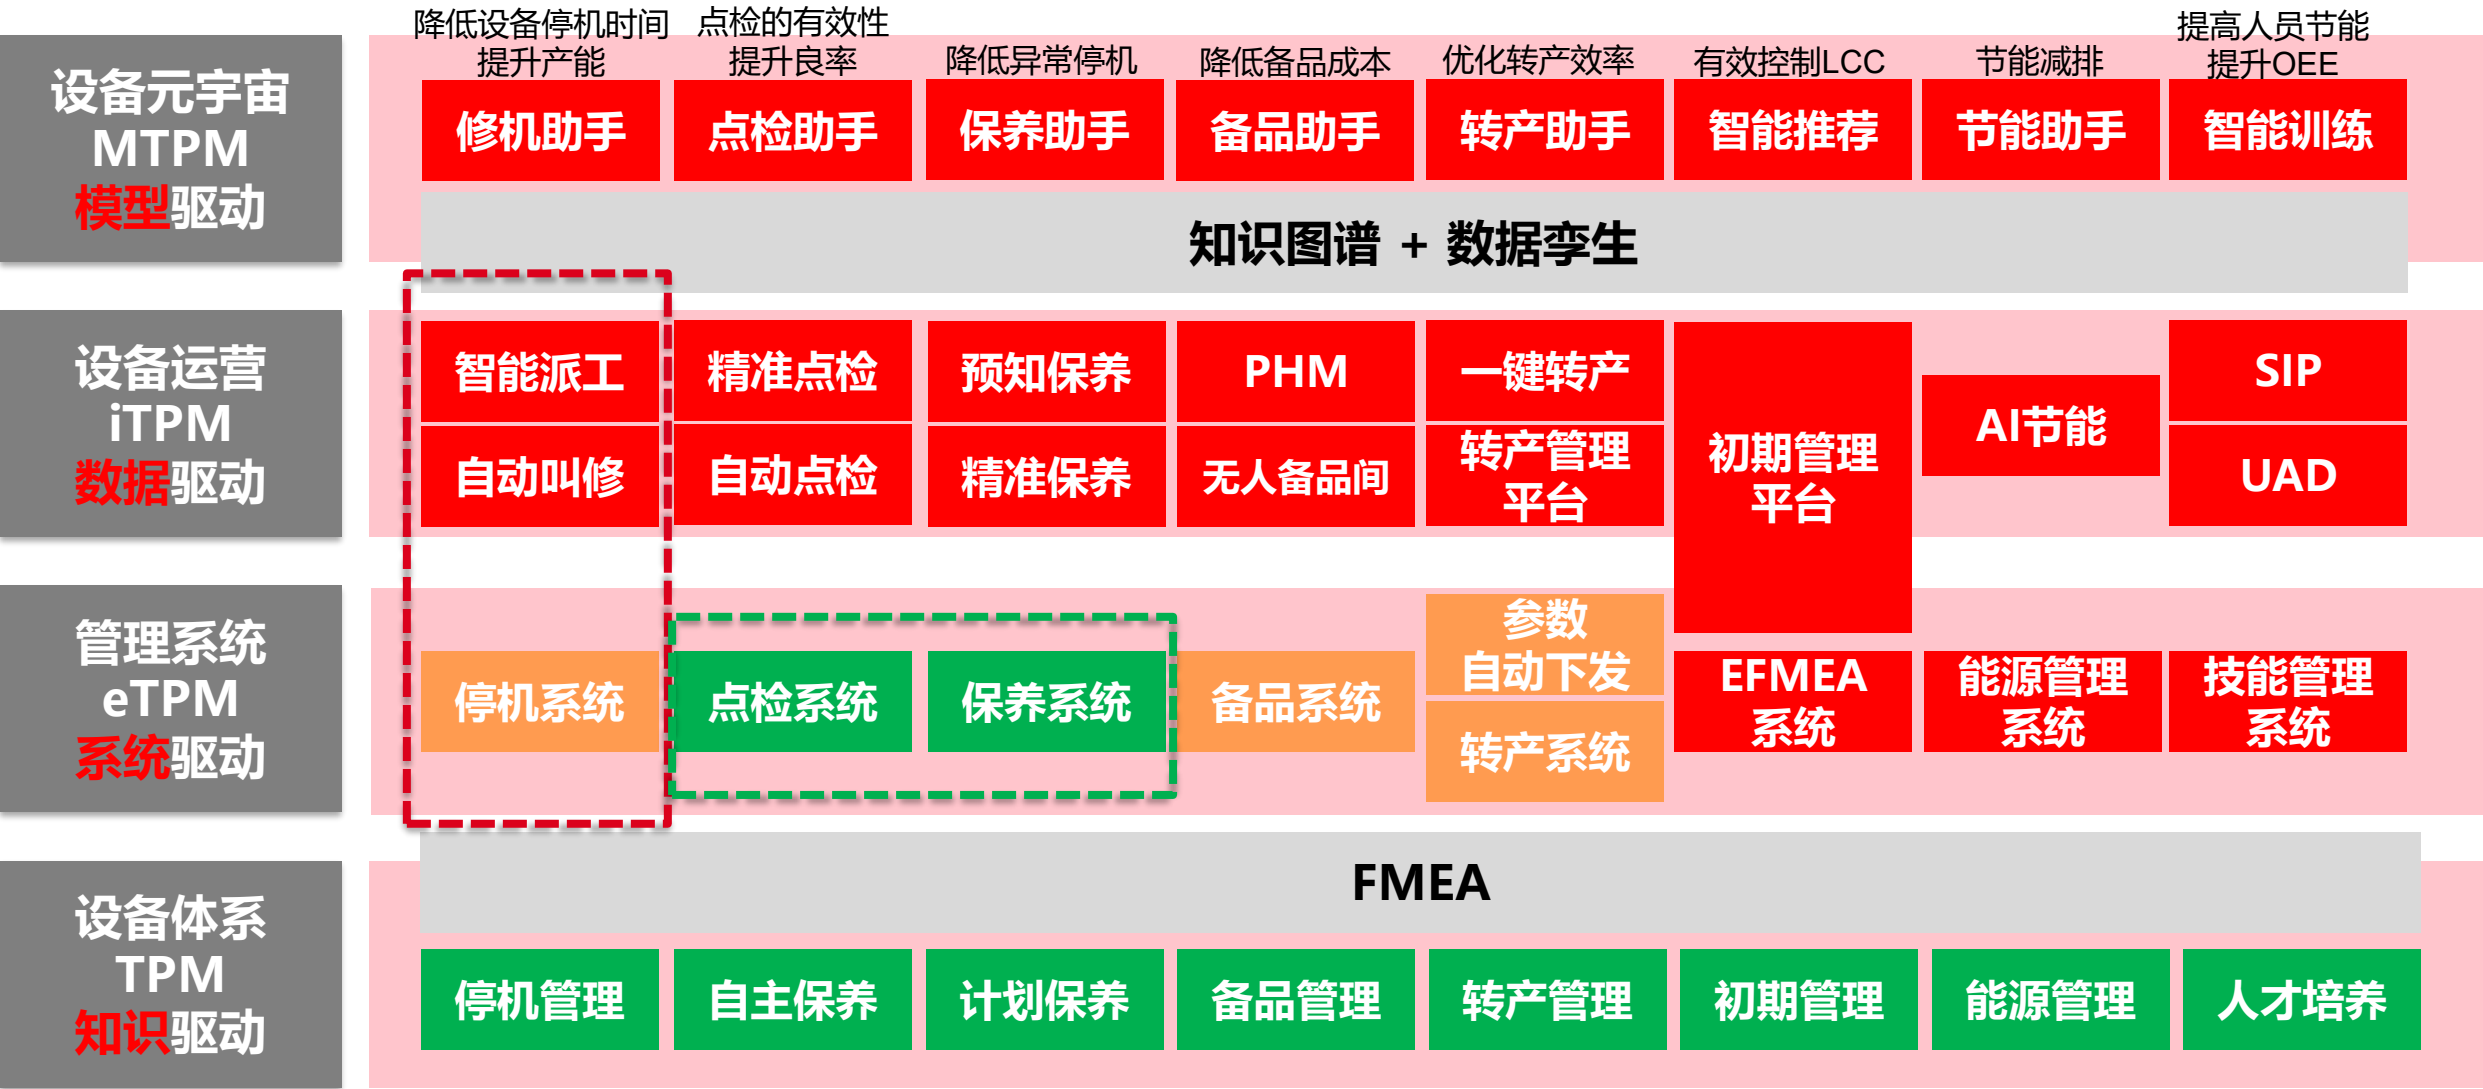 降低设备停机时间
提升产能
点检的有效性
提升良率
降低异常停机
降低备品成本
优化转产效率
有效控制LCC
节能减排
提高人员节能
提升OEE
设备元宇宙
MTPM
模型驱动
修机助手
点检助手
保养助手
备品助手
转产助手
智能推荐
节能助手
智能训练
知识图谱 + 数据孪生
设备运营
iTPM
数据驱动
智能派工
精准点检
预知保养
PHM
一键转产
初期管理
平台
AI节能
SIP
自动叫修
自动点检
精准保养
无人备品间
转产管理
平台
UAD
管理系统
eTPM
系统驱动
停机系统
点检系统
保养系统
备品系统
参数
自动下发
转产系统
EFMEA
系统
能源管理
系统
技能管理
系统
FMEA
设备体系
TPM
知识驱动
停机管理
自主保养
计划保养
备品管理
转产管理
初期管理
能源管理
人才培养